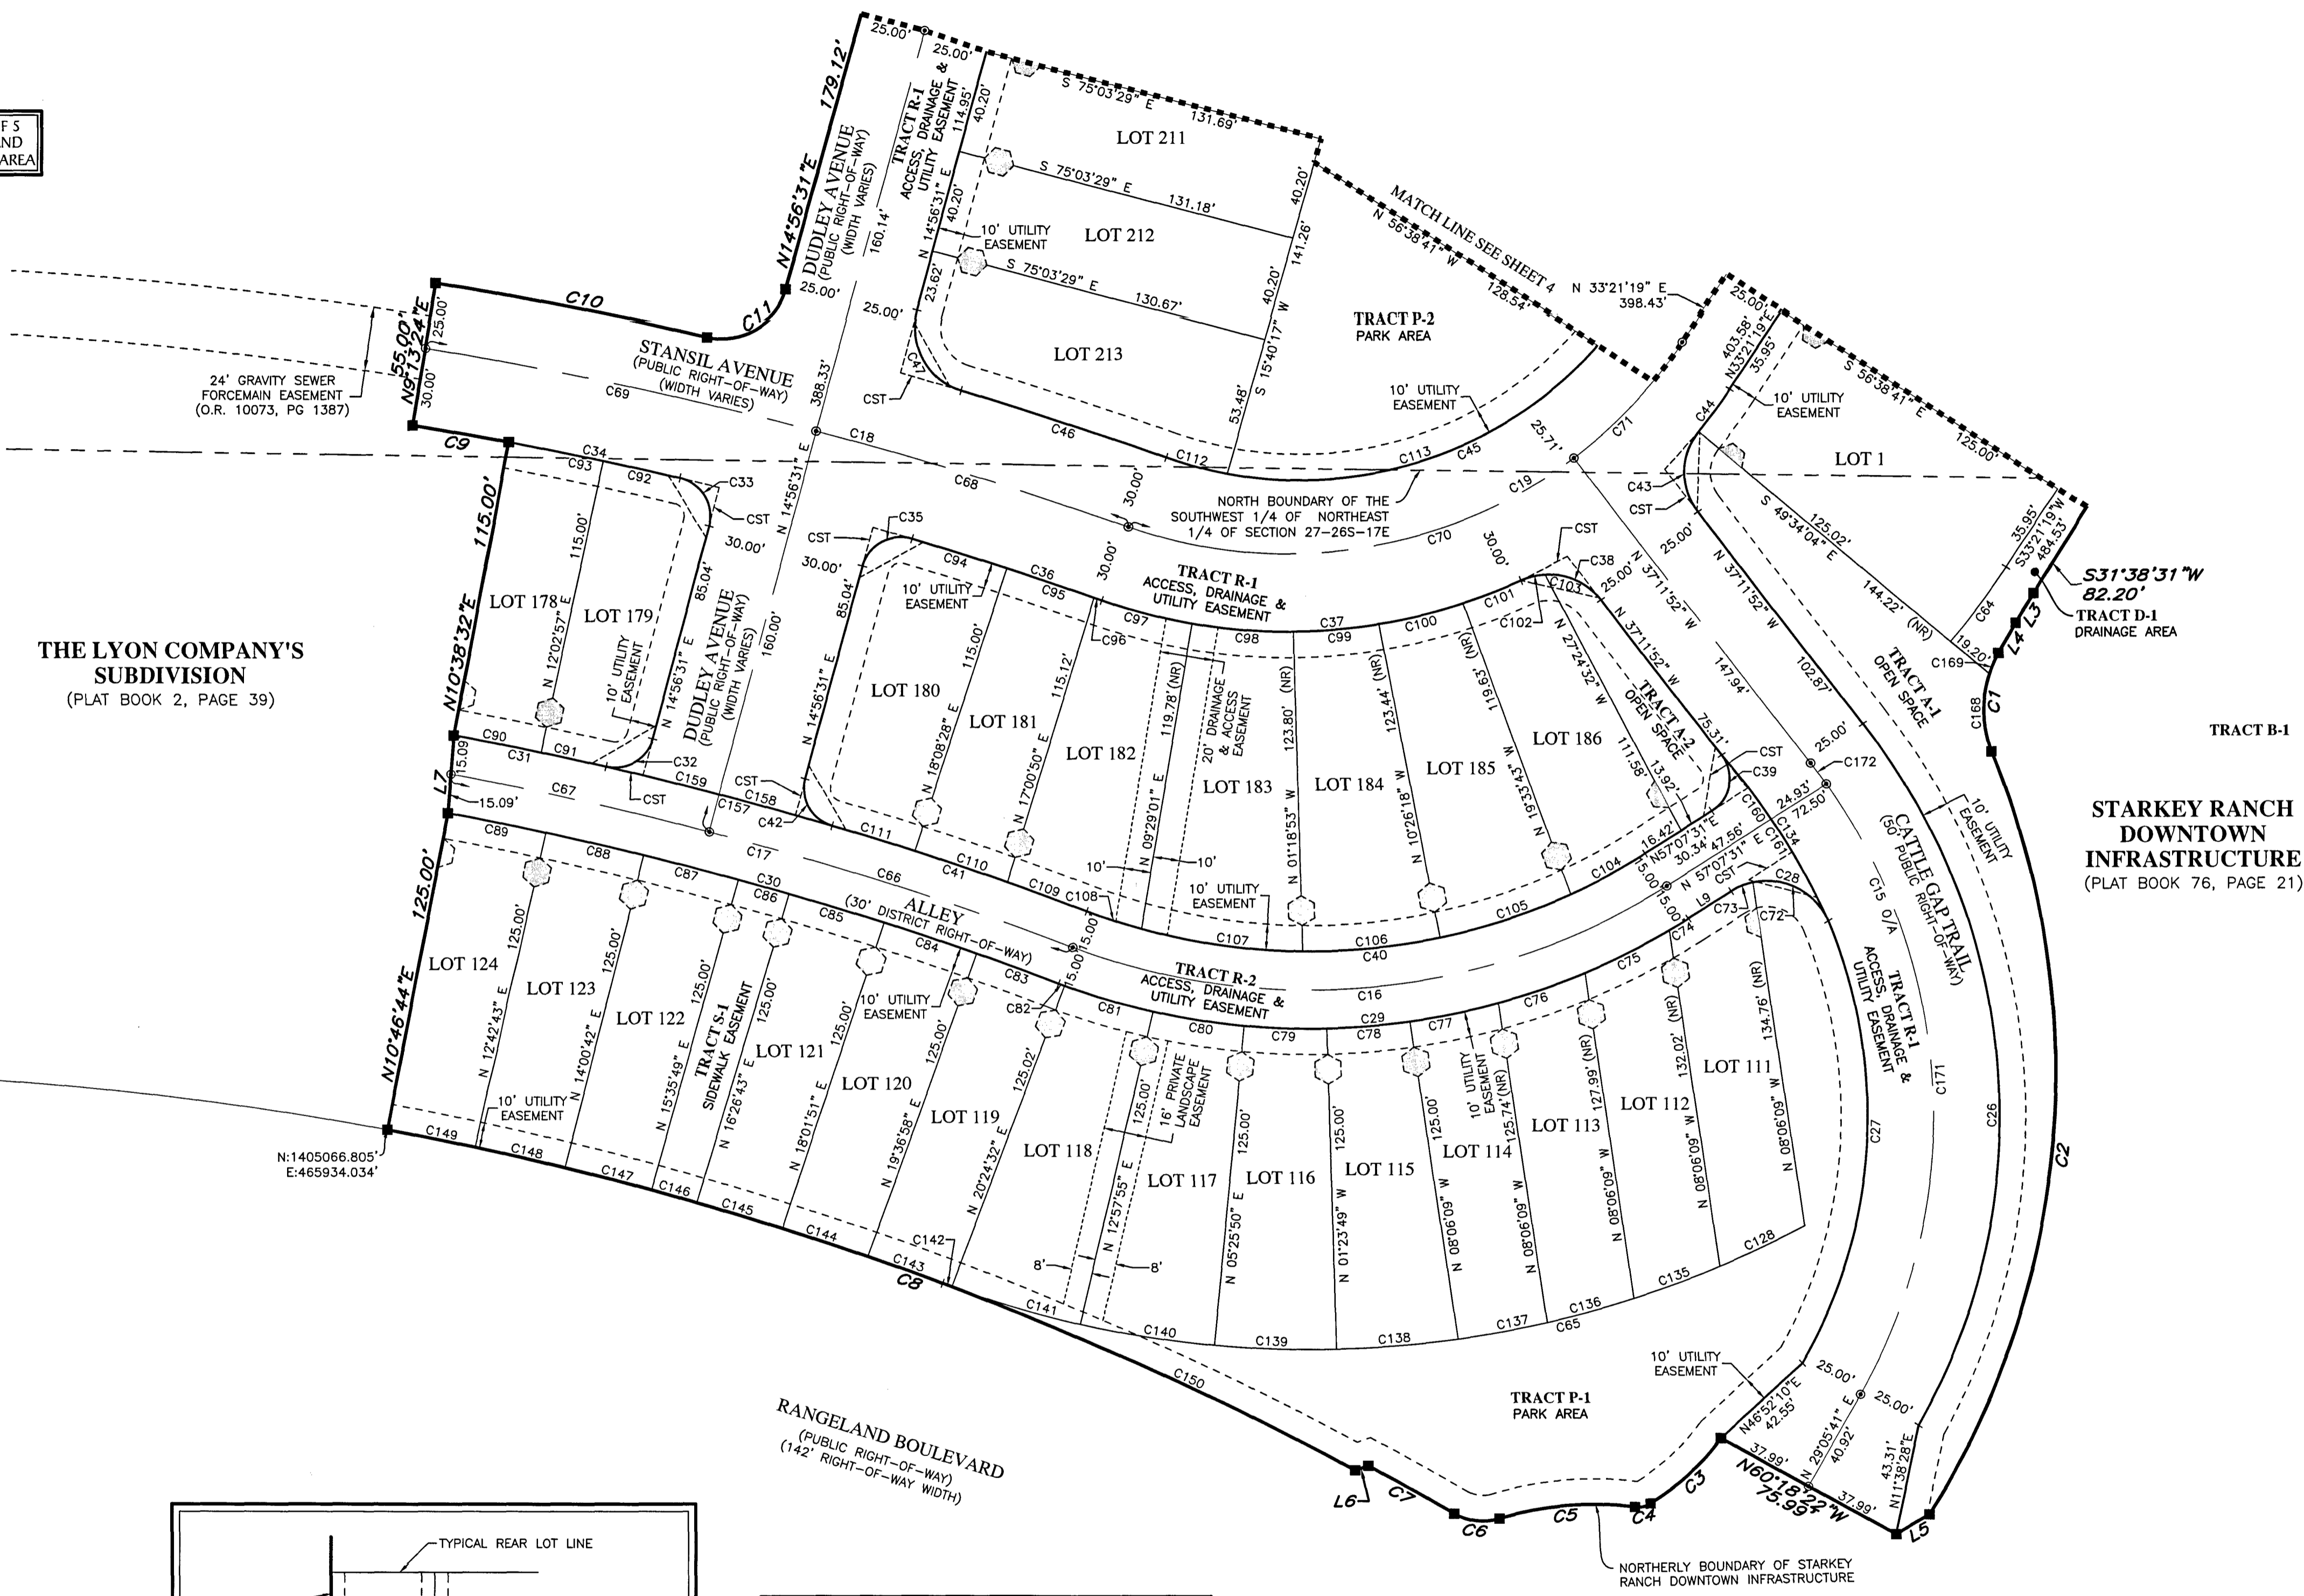 F S
ND
AREA
25.00'
25.00'
179.12'
N14°56'31"E
DUDLEY AVENUE
(PUBLIC RIGHT-OF-WAY)
(WIDTH VARIES)
160.14'
TRACT R-1
ACCESS, DRAINAGE &
UTILITY EASEMENT
114.95'
N 14°56'31" E
40.20'
40.20'
23.62'
25.00'
25.00'
S 75°03'29" E
131.69'
LOT 211
S 75°03'29" E
131.18'
LOT 212
10' UTILITY
EASEMENT
S 75°03'29" E
130.67'
LOT 213
40.20'
141.26'
40.20'
S 15°40'17" W
53.48'
MATCH LINE SEE SHEET 4
N 56°38'41" W
128.54'
TRACT P-2
PARK AREA
10' UTILITY
EASEMENT
N 33°21'19" E
398.43'
25.00'
403.58'
N33°21'19"E
35.95'
S 56°38'41" E
125.00'
10' UTILITY
EASEMENT
LOT 1
C44
C71
25.71'
C43
CST
25.00'
S 49°34'04" E
125.02'
144.22' (NR)
35.95'
S33°21'19"W
484.53'
C64
19.20'
C169
S31°38'31"W
82.20'
TRACT D-1
DRAINAGE AREA
L3
L4
C1
C168
TRACT B-1
STARKEY RANCH
DOWNTOWN
INFRASTRUCTURE
(PLAT BOOK 76, PAGE 21)
C10
C11
N9°13'24"E
55.00'
25.00'
30.00'
24' GRAVITY SEWER
FORCEMAIN EASEMENT
(O.R. 10073, PG 1387)
STANSIL AVENUE
(PUBLIC RIGHT-OF-WAY)
(WIDTH VARIES)
C69
388.33'
C47
CST
C18
C46
C112
C113
C45
C19
C9
C34
C93
C92
C33
CST
C68
30.00'
NORTH BOUNDARY OF THE
SOUTHWEST 1/4 OF NORTHEAST
1/4 OF SECTION 27-26S-17E
C70
115.00'
N10°38'32"E
THE LYON COMPANY'S
SUBDIVISION
(PLAT BOOK 2, PAGE 39)
LOT 178
115.00'
N 12°02'57" E
LOT 179
10' UTILITY
EASEMENT
85.04'
N 14°56'31" E
30.00'
N 14°56'31" E
DUDLEY AVENUE
(PUBLIC RIGHT-OF-WAY)
(WIDTH VARIES)
160.00'
CST
C35
30.00'
85.04'
N 14°56'31" E
C94
10' UTILITY
EASEMENT
C36
C95
30.00'
TRACT R-1
ACCESS, DRAINAGE &
UTILITY EASEMENT
C96
C97
C98
C37
C99
C100
C101
C102
C103
C38
CST
30.00'
25.00'
LOT 180
115.00'
N 18°08'28" E
LOT 181
115.12'
N 17°00'50" E
LOT 182
119.78' (NR)
N 09°29'01" E
20' DRAINAGE
& ACCESS
EASEMENT
10'
10'
LOT 183
N 01°18'53" W
123.80' (NR)
LOT 184
N 10°26'18" W
123.44' (NR)
LOT 185
119.63' (NR)
N 19°33'43" W
LOT 186
N 27°24'32" W
111.58'
13.92'
TRACT A-2
OPEN SPACE
N 37°11'52" W
75.31'
N 37°11'52" W
147.94'
N 37°11'52" W
102.87'
TRACT A-1
OPEN SPACE
25.00'
C172
CST
C39
24.93'
72.50'
C160
C134
C161
16.42'
N57°07'31"E
30.34'
47.56'
N 57°07'31" E
15.00'
15.00'
CST
C28
L9
C73
C72
10' UTILITY
EASEMENT
CATTLE GAP TRAIL
(50' PUBLIC RIGHT-OF-WAY)
C15 O/A
TRACT R-1
ACCESS, DRAINAGE &
UTILITY EASEMENT
C171
C26
C27
C2
L7
15.09'
15.09'
C90
C31
C91
C32
CST
C67
C159
C157
C158
CST
C42
C111
C110
C41
C109
C108
10' UTILITY
EASEMENT
C107
C106
C105
C104
C40
C89
C88
C87
C30
C86
C17
C66
ALLEY
(30' DISTRICT RIGHT-OF-WAY)
C85
C84
C83
C82
15.00'
15.00'
TRACT R-2
ACCESS, DRAINAGE &
UTILITY EASEMENT
C16
C81
C80
C79
C29
C78
C77
C76
C75
C74
125.00'
N10°46'44"E
LOT 124
125.00'
N 12°42'43" E
LOT 123
125.00'
N 14°00'42" E
LOT 122
125.00'
N 15°35'49" E
TRACT S-1
SIDEWALK EASEMENT
125.00'
N 16°26'43" E
LOT 121
125.00'
N 18°01'51" E
LOT 120
10' UTILITY
EASEMENT
125.00'
N 19°36'58" E
LOT 119
125.02'
N 20°24'32" E
LOT 118
125.00'
N 12°57'55" E
16' PRIVATE
LANDSCAPE
EASEMENT
8'
8'
LOT 117
125.00'
N 05°25'50" E
LOT 116
125.00'
N 01°23'49" W
LOT 115
125.00'
N 08°06'09" W
10' UTILITY
EASEMENT
LOT 114
125.74' (NR)
N 08°06'09" W
LOT 113
127.99' (NR)
N 08°06'09" W
LOT 112
132.02' (NR)
N 08°06'09" W
LOT 111
134.76' (NR)
N 08°06'09" W
10' UTILITY
EASEMENT
N:1405066.805'
E:465934.034'
C149
C148
C147
C146
C145
C144
C143
C142
C8
C141
C140
C139
C138
C137
C136
C65
C135
C128
C150
RANGELAND BOULEVARD
(PUBLIC RIGHT-OF-WAY)
(142' RIGHT-OF-WAY WIDTH)
TRACT P-1
PARK AREA
10' UTILITY
EASEMENT
N46°52'10"E
42.55'
25.00'
25.00'
N 29°05'41" E
40.92'
43.31'
N11°38'28"E
37.99'
N60°18'22"W
75.99'
37.99'
L5
L6
C7
C6
C5
C4
C3
NORTHERLY BOUNDARY OF STARKEY
RANCH DOWNTOWN INFRASTRUCTURE
TYPICAL REAR LOT LINE